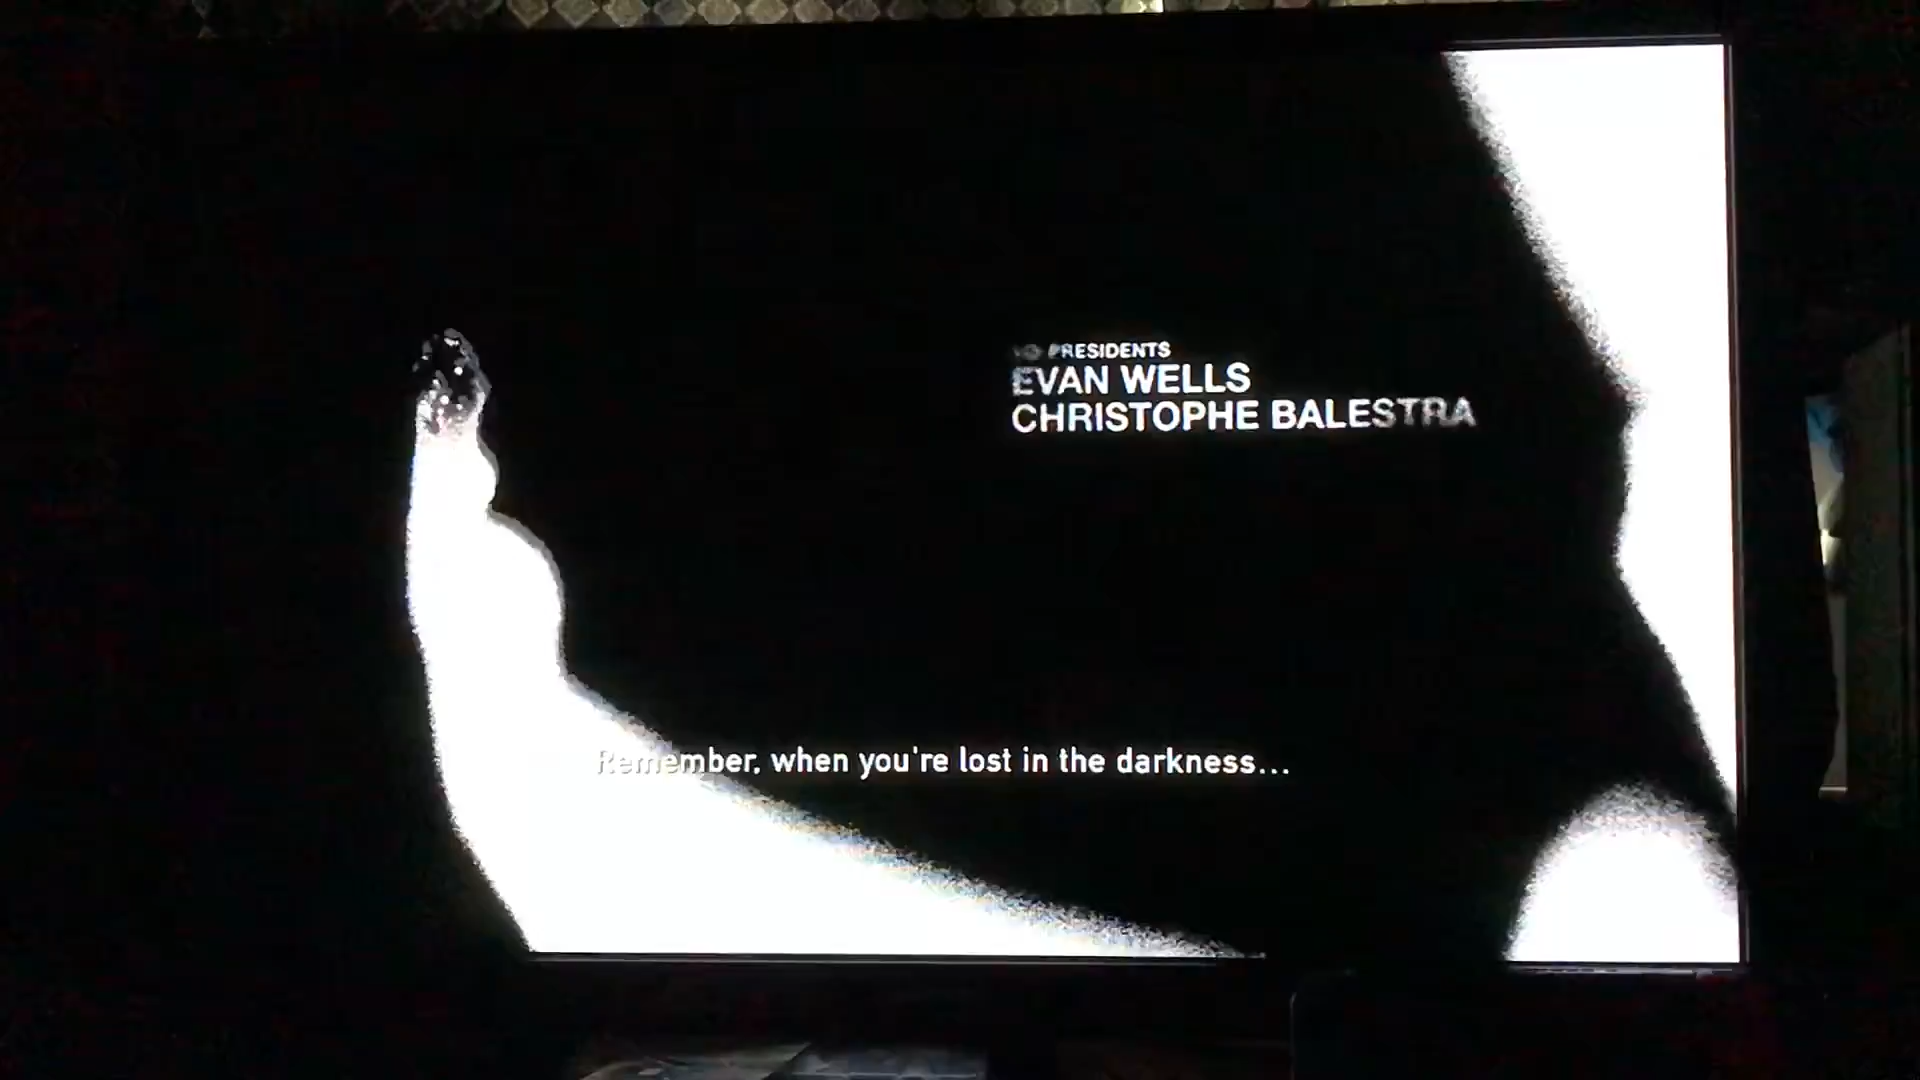 PRESIDENTS
EVAN WELLS
CHRISTOPHE BALESTRA
Remember, when you're lost in the darkness...